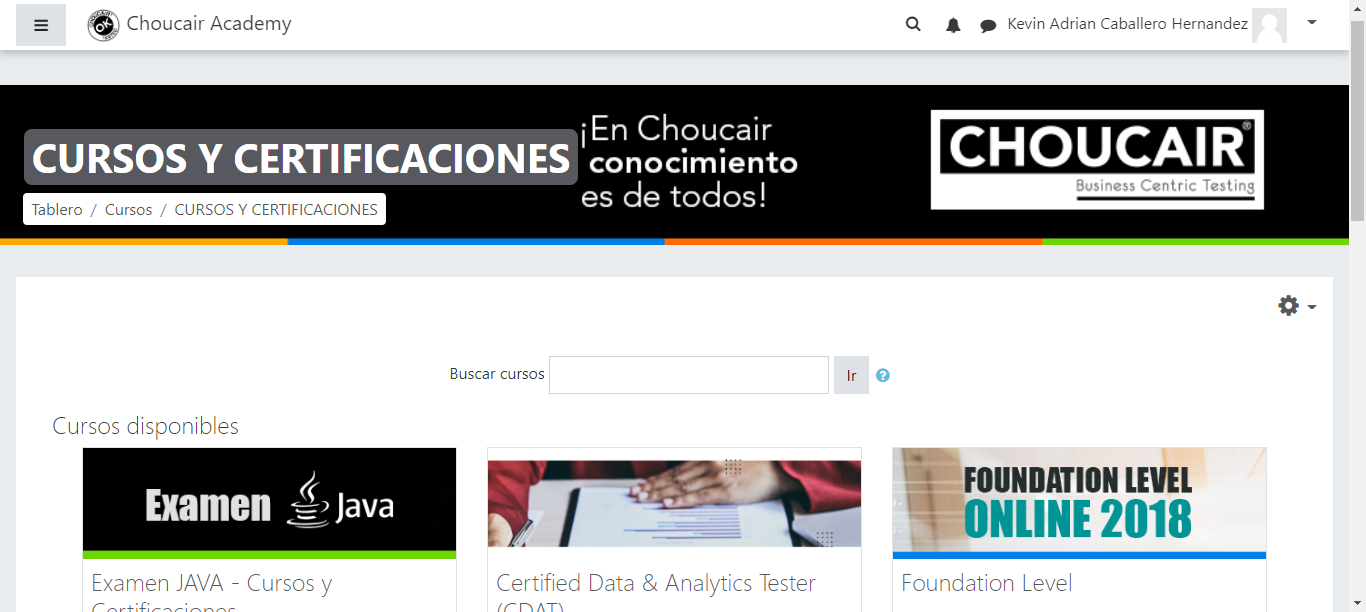 Choucair Academy
Kevin Adrian Caballero Hernandez
CURSOS Y CERTIFICACIONES
¡En Choucair
conocimiento
es de todos!
CHOUCAIR®
Business Centric Testing
Tablero / Cursos / CURSOS Y CERTIFICACIONES
Buscar cursos
Ir
?
Cursos disponibles
Examen Java
FOUNDATION LEVEL
ONLINE 2018
Examen JAVA - Cursos y
Certificaciones
Certified Data & Analytics Tester
(CDAT)
Foundation Level